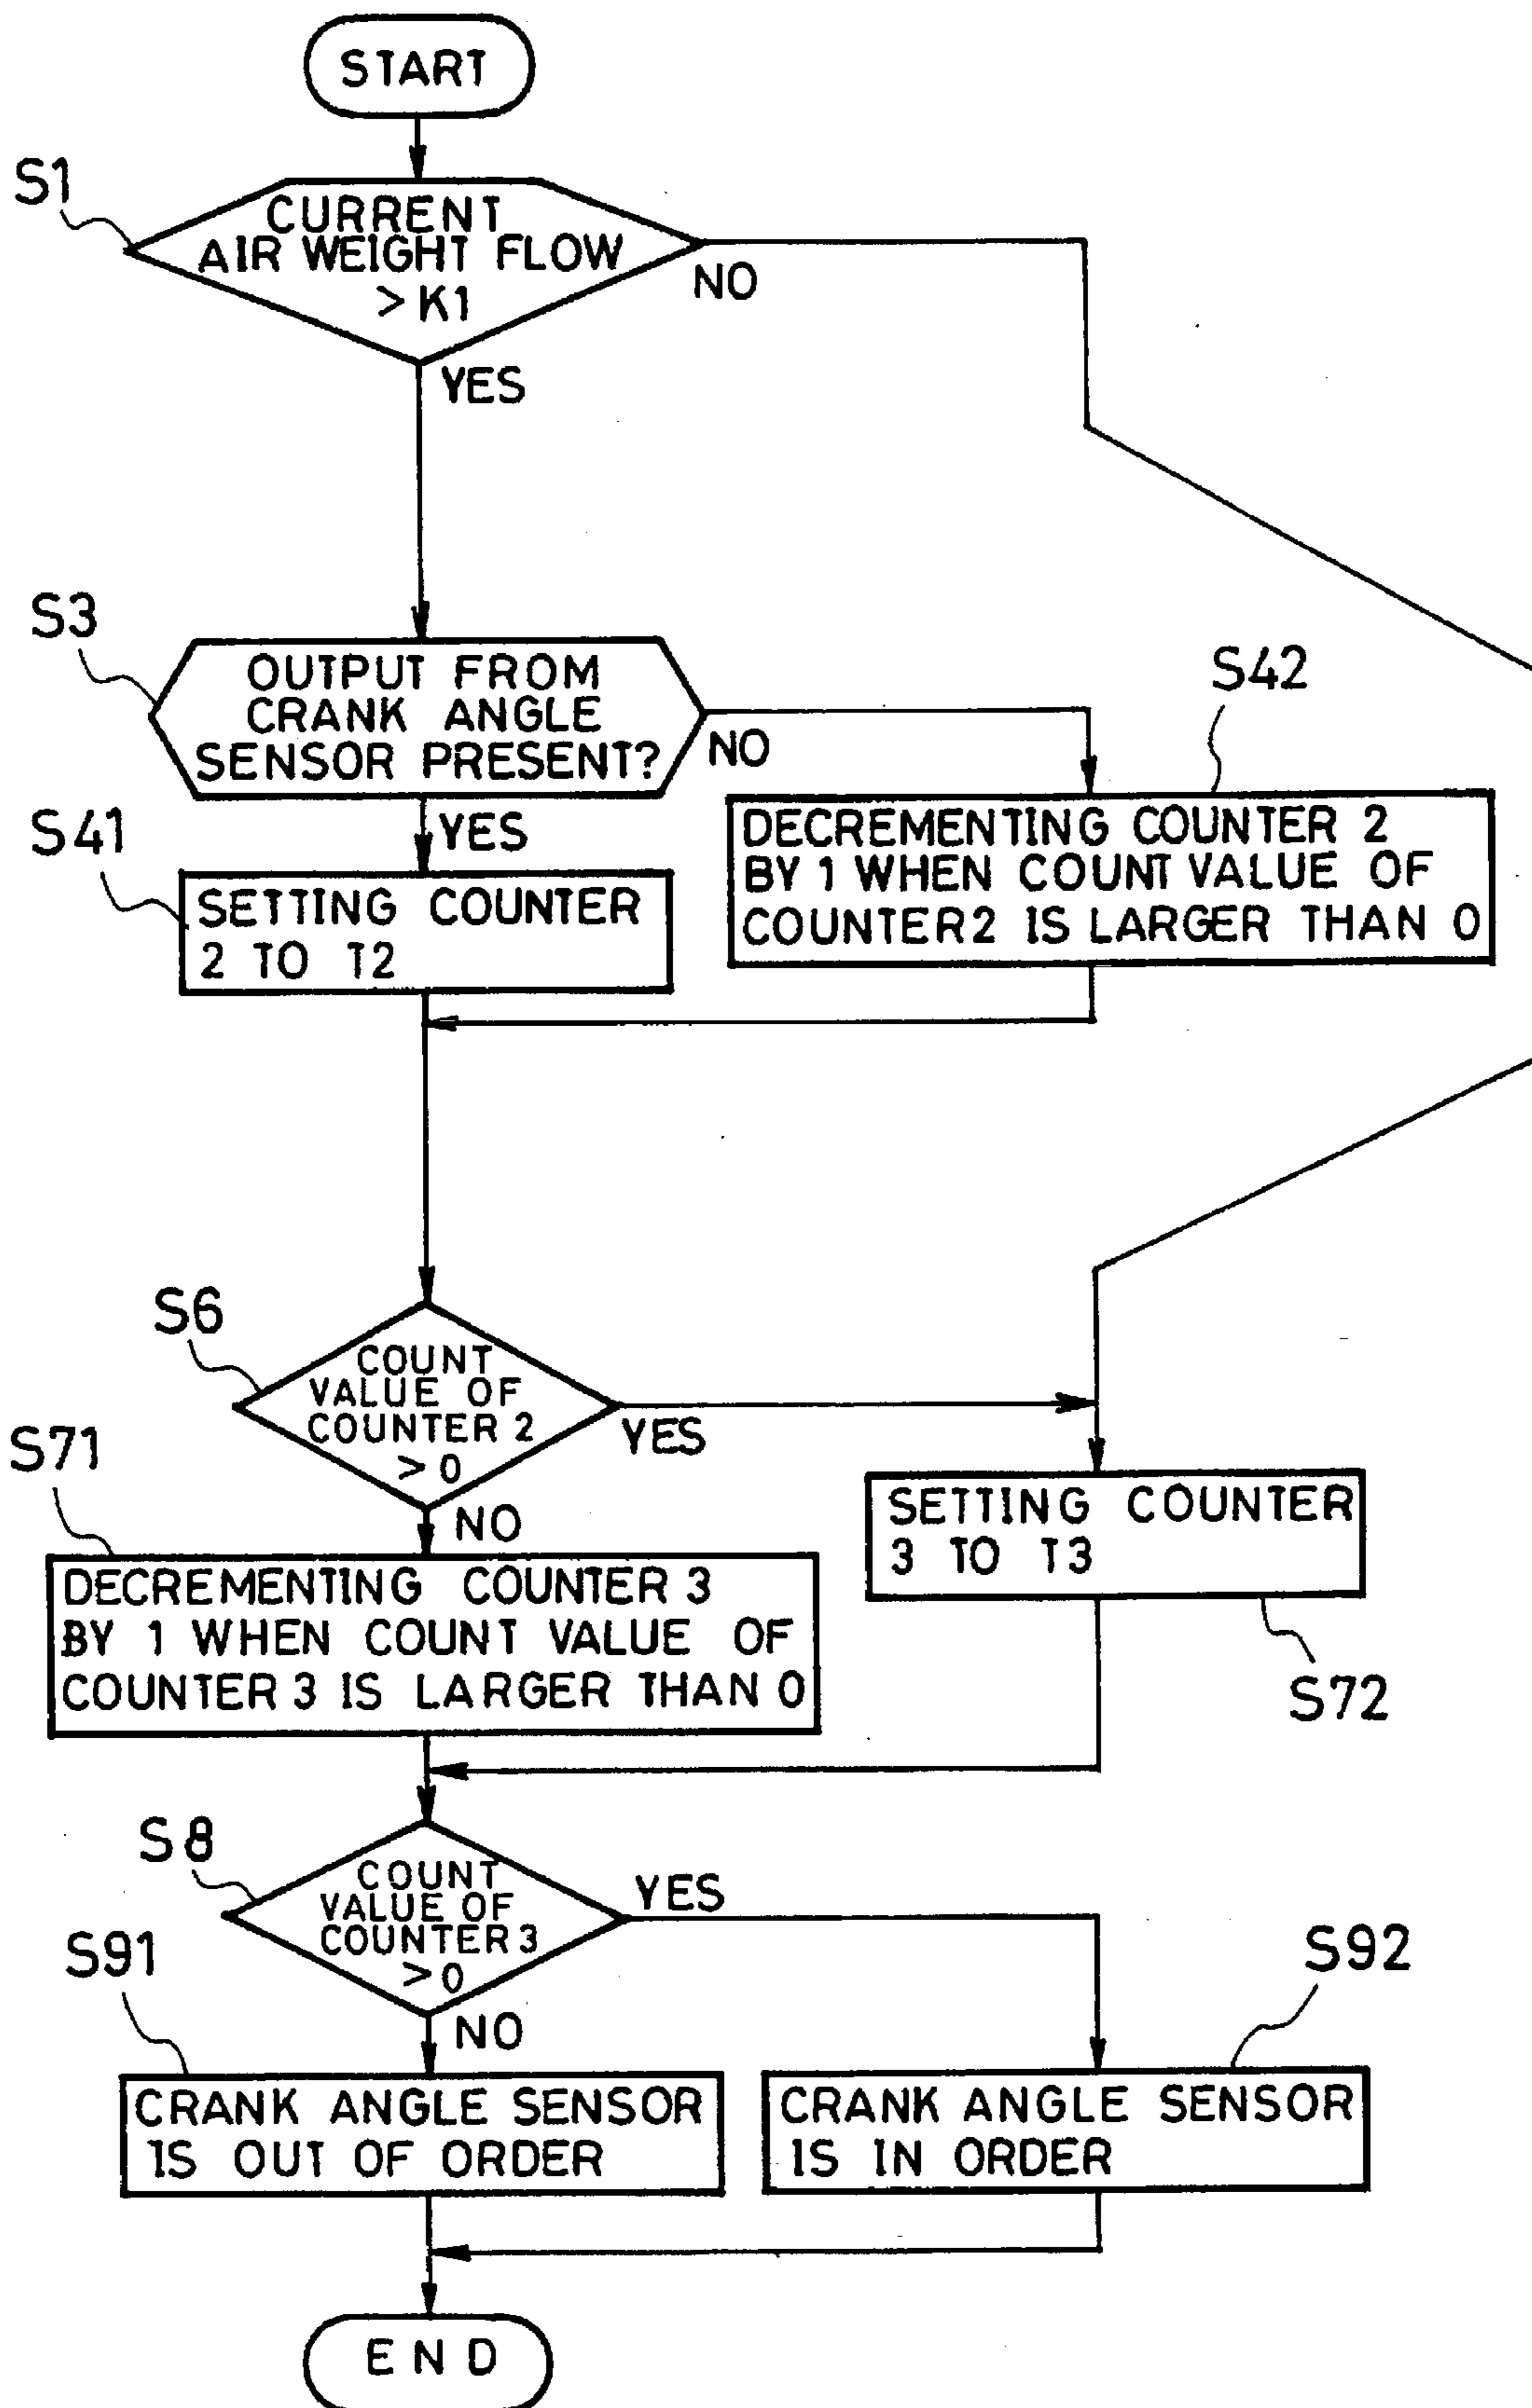 START
S1
CURRENT
AIR WEIGHT FLOW
> K1
NO
YES
S3
OUTPUT FROM
CRANK ANGLE
SENSOR PRESENT?
NO
S42
S41
YES
DECREMENTING COUNTER 2
BY 1 WHEN COUNT VALUE OF
COUNTER 2 IS LARGER THAN 0
SETTING COUNTER
2 TO T2
S6
COUNT
VALUE OF
COUNTER 2
> 0
YES
S71
NO
SETTING COUNTER
3 TO T3
DECREMENTING COUNTER 3
BY 1 WHEN COUNT VALUE OF
COUNTER 3 IS LARGER THAN 0
S72
S8
COUNT
VALUE OF
COUNTER 3
> 0
YES
S91
NO
S92
CRANK ANGLE SENSOR
IS OUT OF ORDER
CRANK ANGLE SENSOR
IS IN ORDER
END